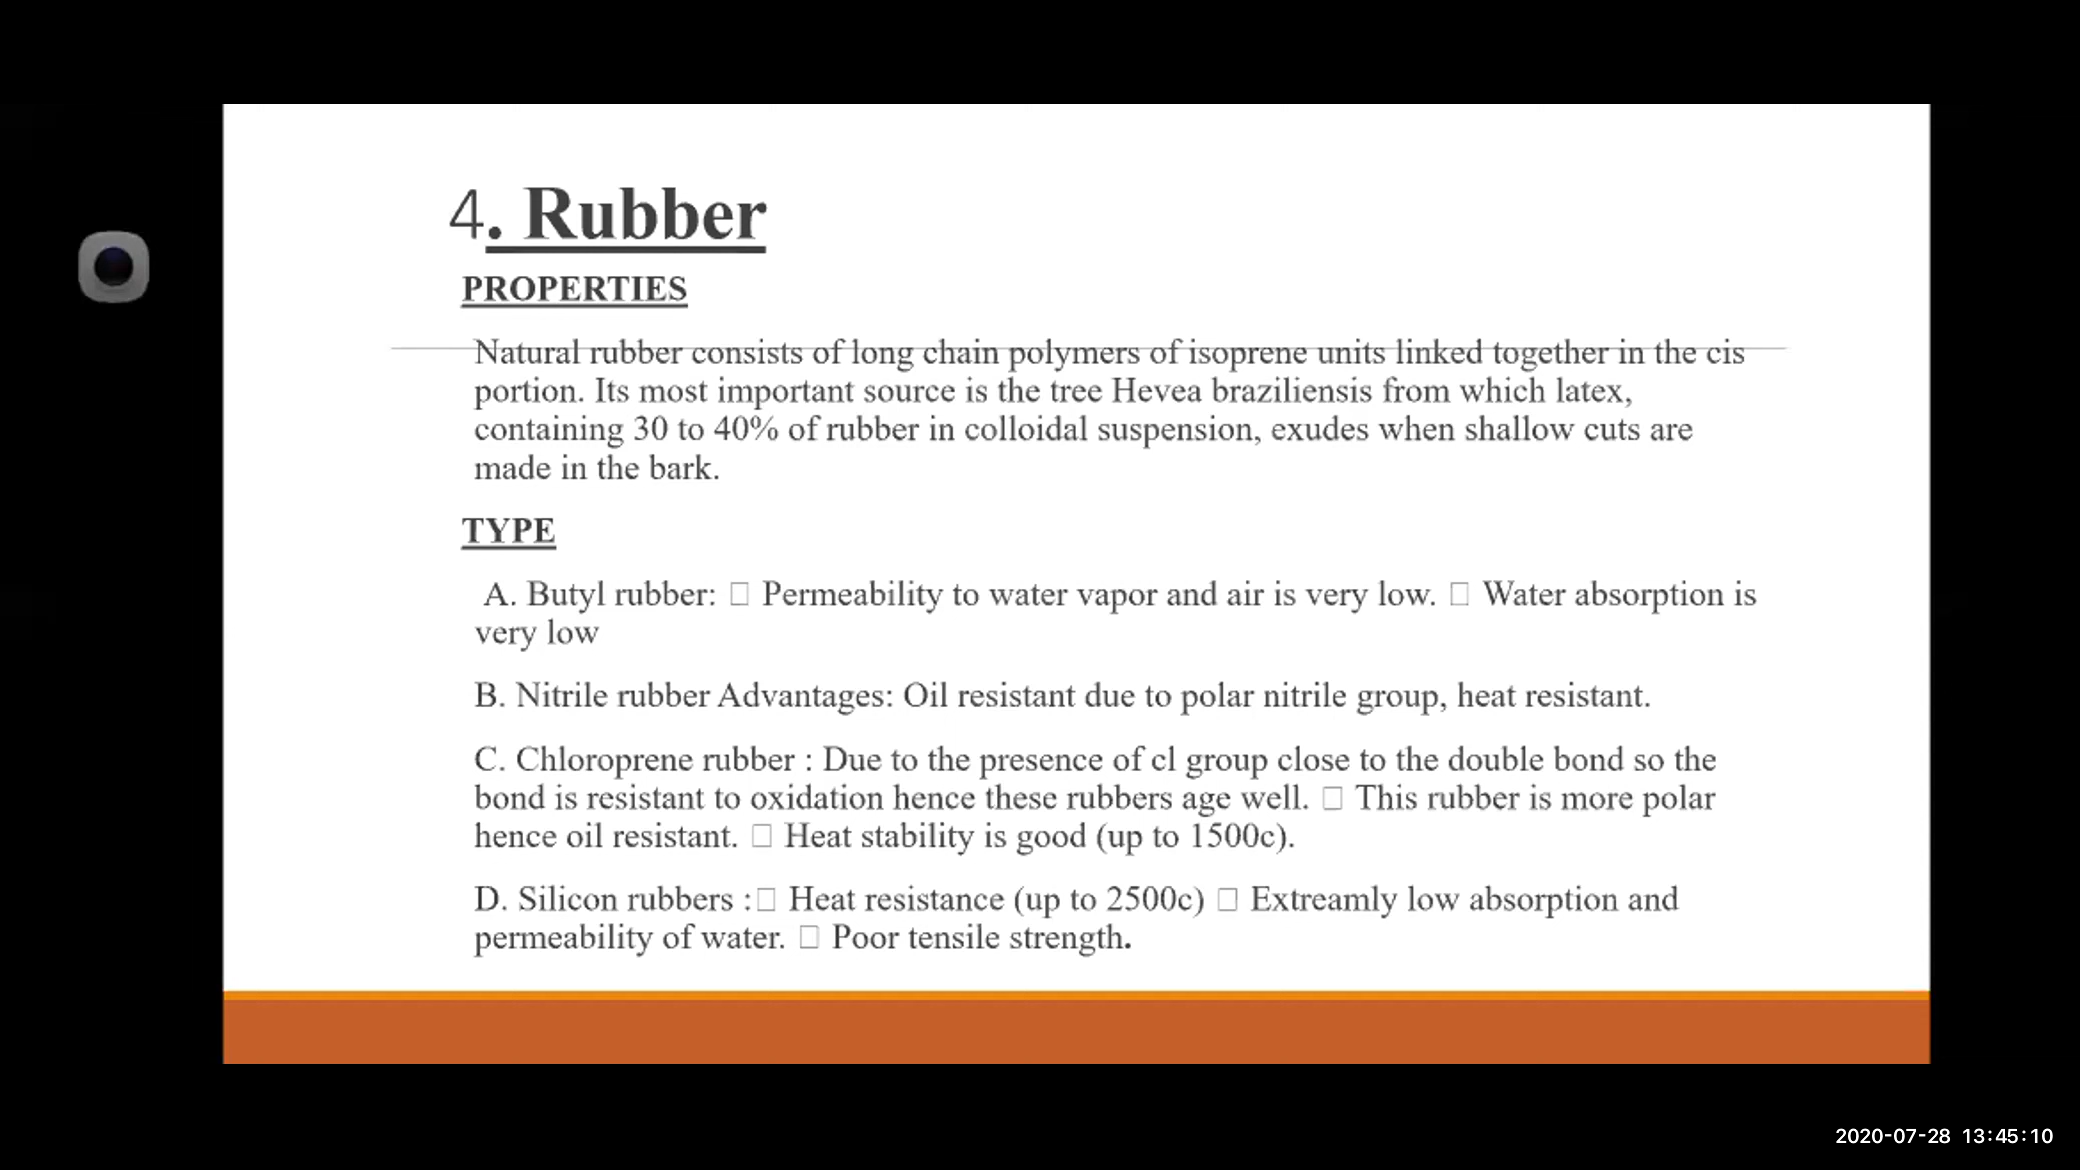 4. Rubber
PROPERTIES
Natural rubber consists of long chain polymers of isoprene units linked together in the cis
portion. Its most important source is the tree Hevea braziliensis from which latex,
containing 30 to 40% of rubber in colloidal suspension, exudes when shallow cuts are
made in the bark.
TYPE
A. Butyl rubber: □ Permeability to water vapor and air is very low. □ Water absorption is
very low
B. Nitrile rubber Advantages: Oil resistant due to polar nitrile group, heat resistant.
C. Chloroprene rubber : Due to the presence of cl group close to the double bond so the
bond is resistant to oxidation hence these rubbers age well. □ This rubber is more polar
hence oil resistant. □ Heat stability is good (up to 1500c).
D. Silicon rubbers :□ Heat resistance (up to 2500c) □ Extreamly low absorption and
permeability of water. □ Poor tensile strength.
2020-07-28 13:45:10